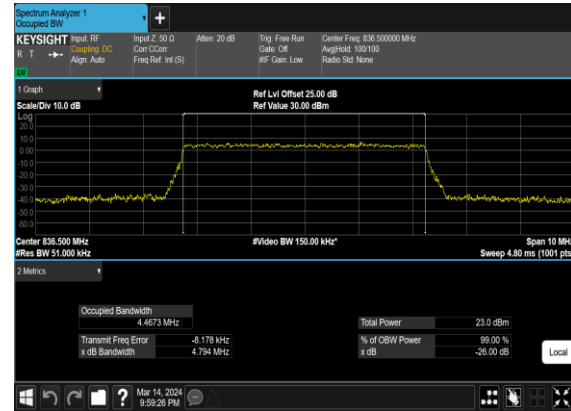 Spectrum Analyzer 1
Occupied BW
+
KEYSIGHT
R T
LW
Input: RF
Coupling: DC
Align: Auto
Input Z: 50 Ω
Corr CCorr
Freq Ref: Int (S)
Atten: 20 dB
Trig: Free Run
Gate: Off
#IF Gain: Low
Center Freq: 836.500000 MHz
Avg|Hold: 100/100
Radio Std: None
1 Graph
Scale/Div 10.0 dB
Ref Lvl Offset 25.00 dB
Ref Value 30.00 dBm
Log
20.0
10.0
0.00
-10.0
-20.0
-30.0
-40.0
-50.0
-60.0
Center 836.500 MHz
#Res BW 51.000 kHz
#Video BW 150.00 kHz*
Span 10 MHz
Sweep 4.80 ms (1001 pts
2 Metrics
Occupied Bandwidth
4.4673 MHz
Transmit Freq Error -8.178 kHz
x dB Bandwidth 4.794 MHz
Total Power 23.0 dBm
% of OBW Power 99.00 %
x dB -26.00 dB
Local
?
Mar 14, 2024
9:59:26 PM